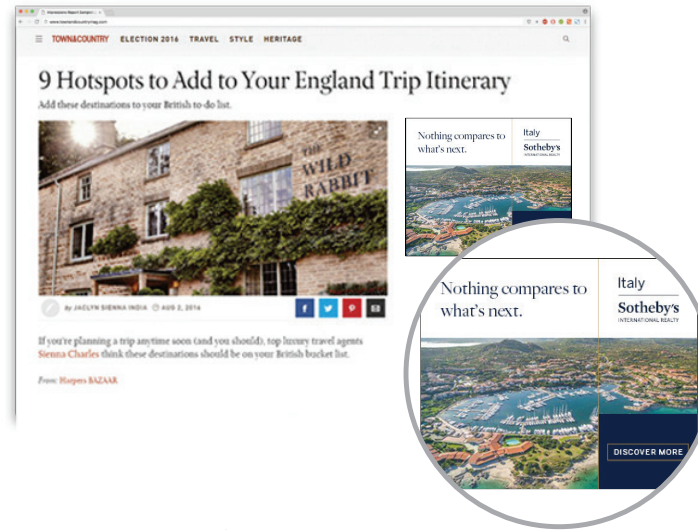 www.townandcountrymag.com
TOWN&COUNTRY ELECTION 2016 TRAVEL STYLE HERITAGE
9 Hotspots to Add to Your England Trip Itinerary
Add these destinations to your British to-do list.
THE
WILD
RABBIT
by JACLYN SIENNA INDIA AUG 2, 2016
If you're planning a trip anytime soon (and you should), top luxury travel agents
Sienna Charles think these destinations should be on your British bucket list.
From: Harpers BAZAAR
Nothing compares to
what's next.
Italy
Sotheby's
INTERNATIONAL REALTY
Nothing compares to
what's next.
Italy
Sotheby's
INTERNATIONAL REALTY
DISCOVER MORE